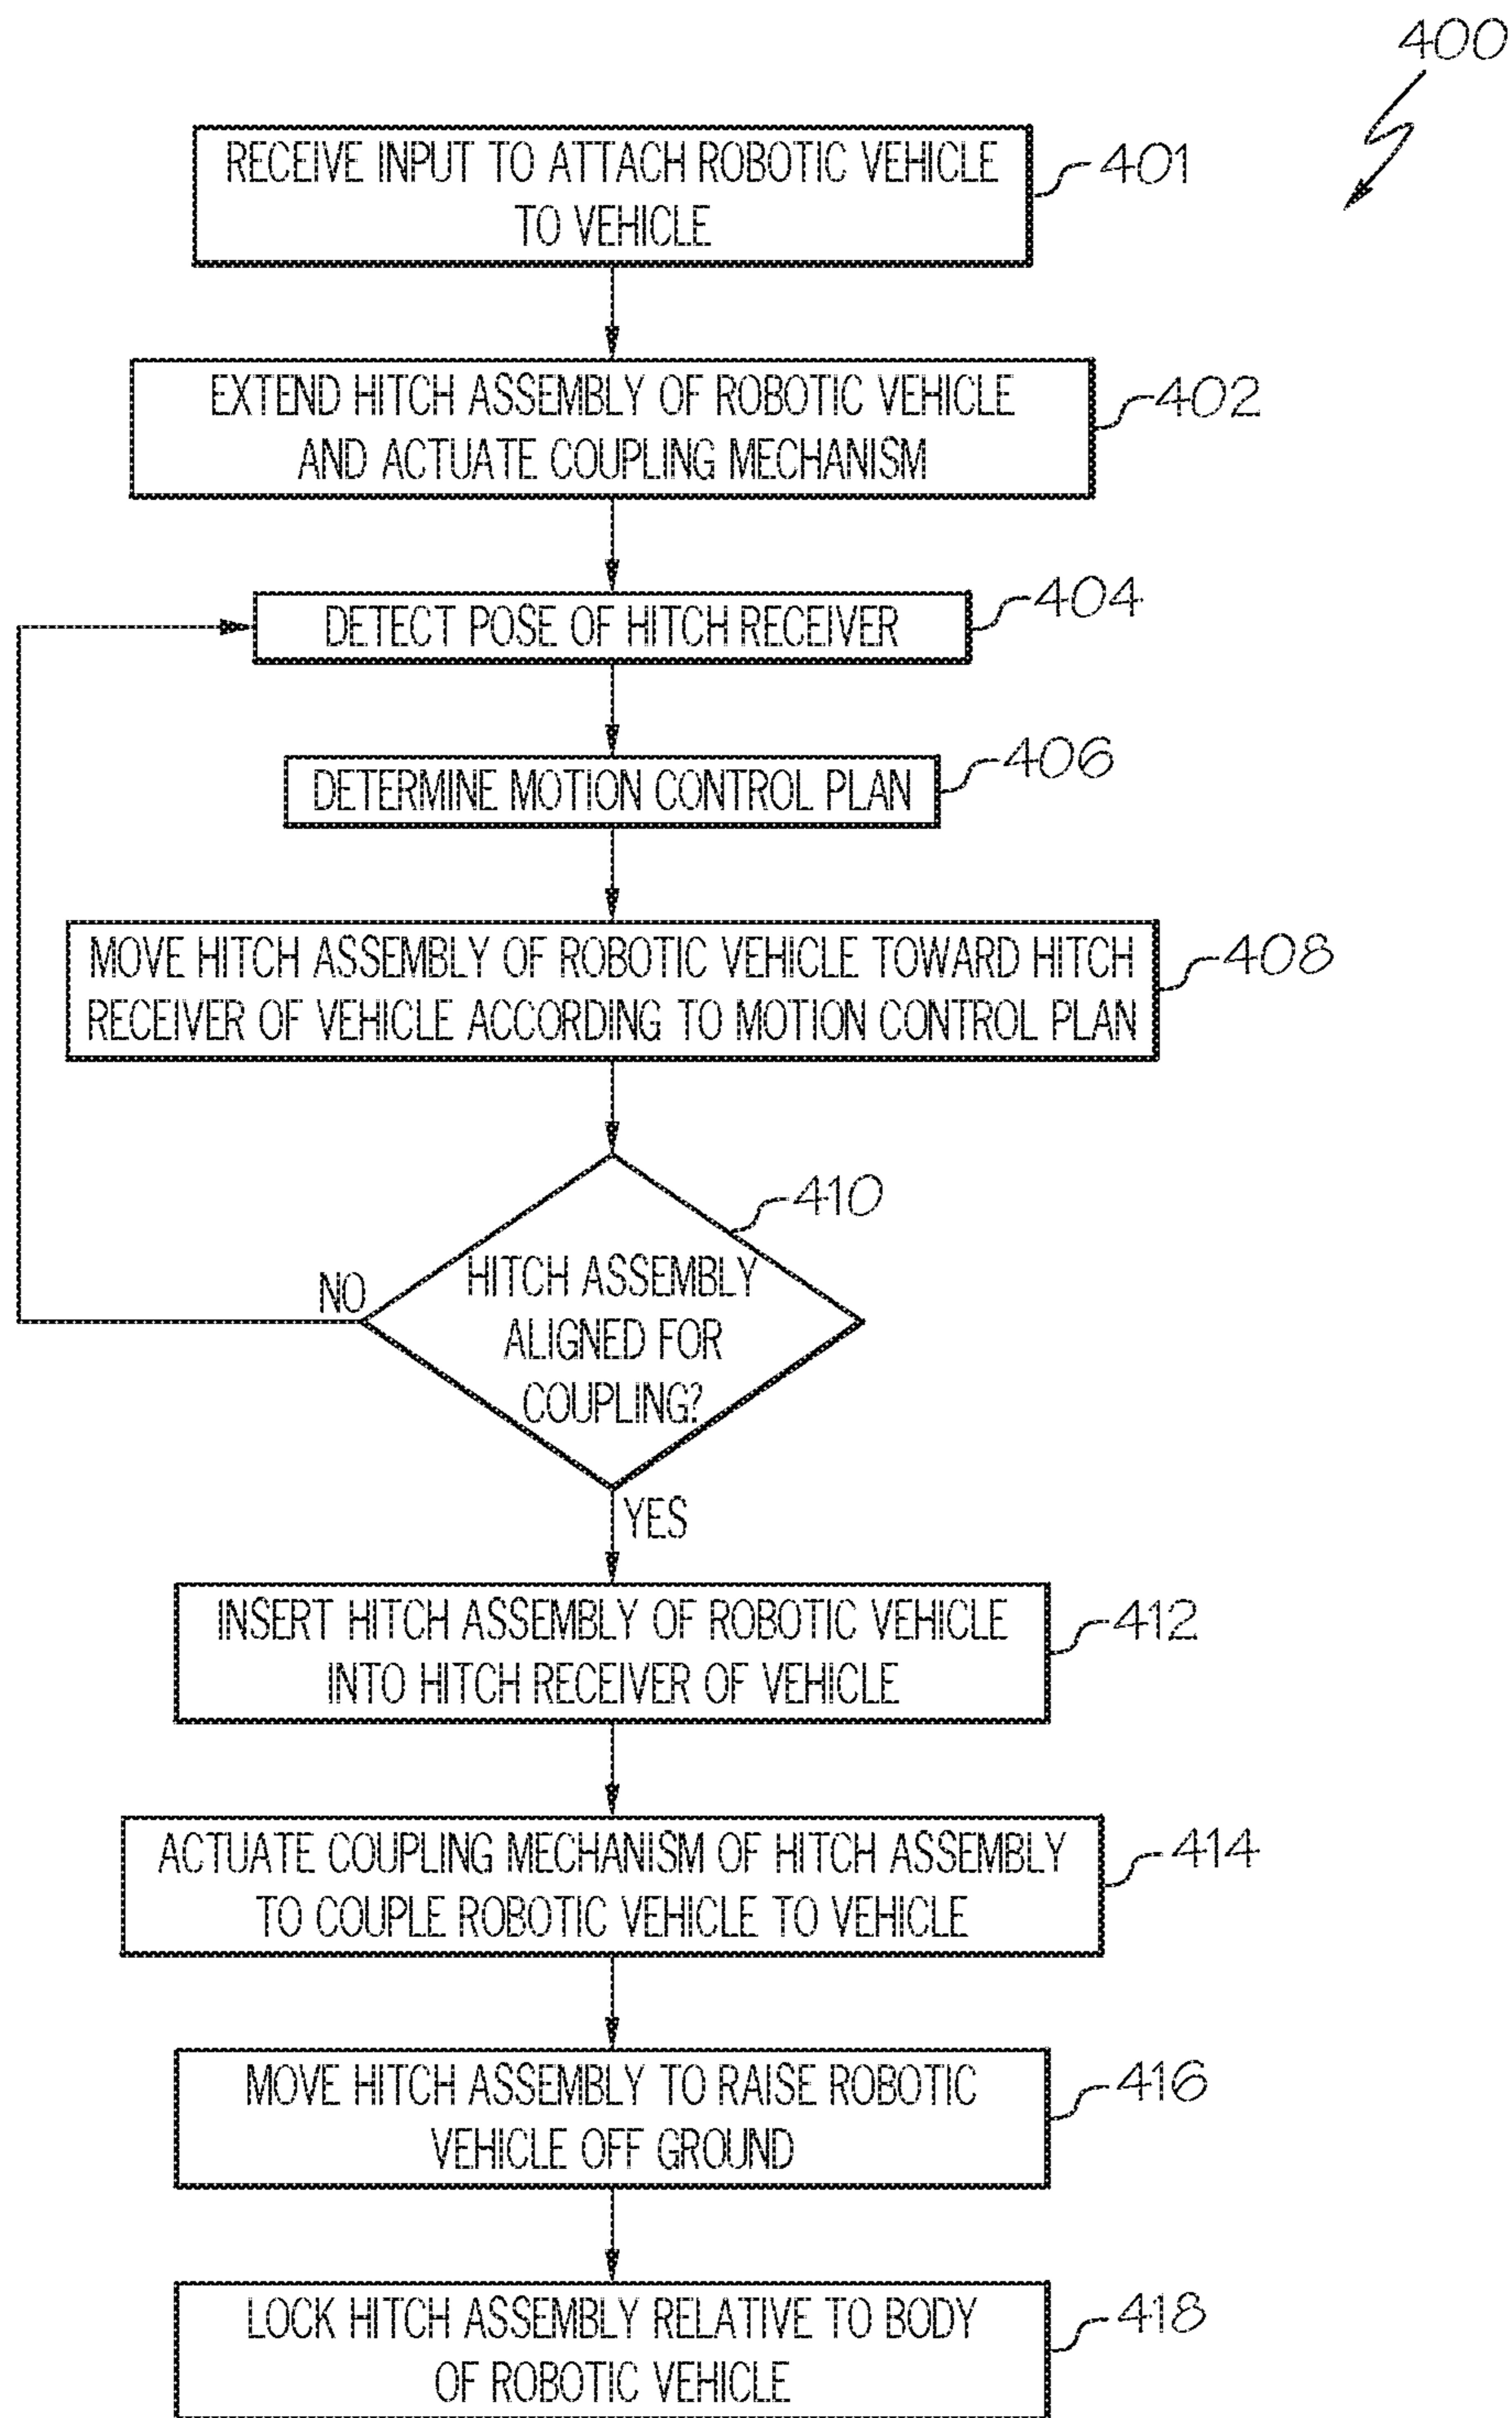 400
RECEIVE INPUT TO ATTACH ROBOTIC VEHICLE
TO VEHICLE
401
EXTEND HITCH ASSEMBLY OF ROBOTIC VEHICLE
AND ACTUATE COUPLING MECHANISM
402
DETECT POSE OF HITCH RECEIVER
404
DETERMINE MOTION CONTROL PLAN
406
MOVE HITCH ASSEMBLY OF ROBOTIC VEHICLE TOWARD HITCH
RECEIVER OF VEHICLE ACCORDING TO MOTION CONTROL PLAN
408
410
HITCH ASSEMBLY
ALIGNED FOR
COUPLING?
NO
YES
INSERT HITCH ASSEMBLY OF ROBOTIC VEHICLE
INTO HITCH RECEIVER OF VEHICLE
412
ACTUATE COUPLING MECHANISM OF HITCH ASSEMBLY
TO COUPLE ROBOTIC VEHICLE TO VEHICLE
414
MOVE HITCH ASSEMBLY TO RAISE ROBOTIC
VEHICLE OFF GROUND
416
LOCK HITCH ASSEMBLY RELATIVE TO BODY
OF ROBOTIC VEHICLE
418